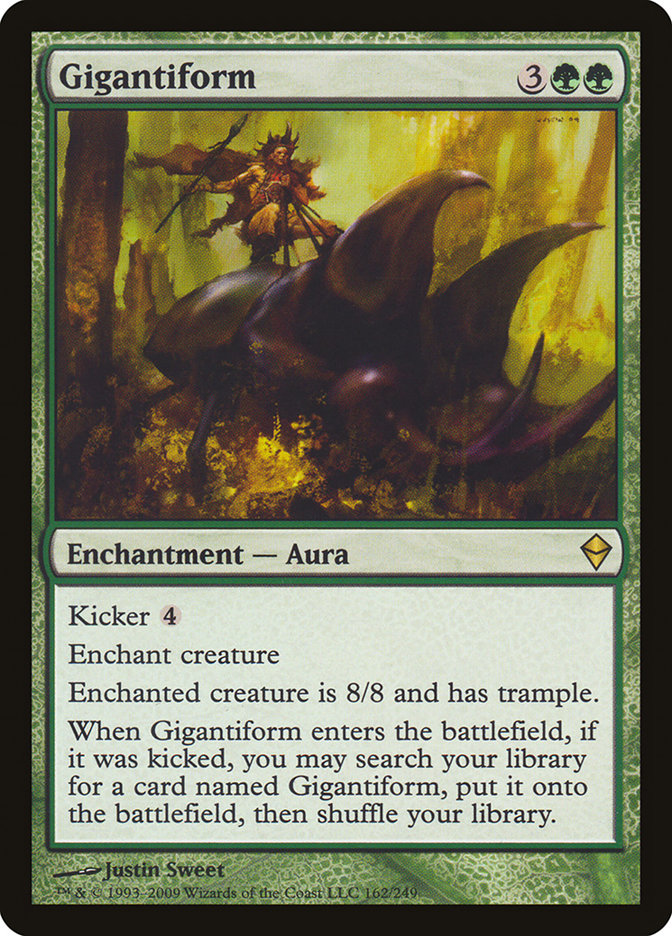 Gigantiform 3
Enchantment — Aura
Kicker 4
Enchant creature
Enchanted creature is 8/8 and has trample.
When Gigantiform enters the battlefield, if
it was kicked, you may search your library
for a card named Gigantiform, put it onto
the battlefield, then shuffle your library.
Justin Sweet
™ & © 1993–2009 Wizards of the Coast LLC 162/249